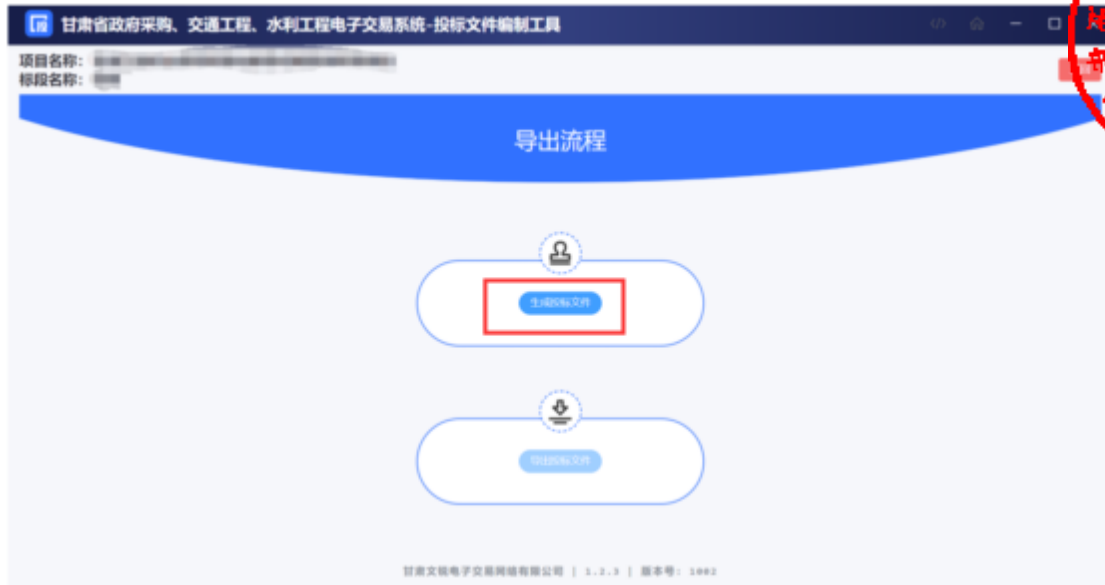 甘肃省政府采购、交通工程、水利工程电子交易系统-投标文件编制工具
项目名称:
标段名称:
导出流程
生成投标文件
导出投标文件
甘肃文锐电子交易网络有限公司 | 1.2.3 | 版本号: 1002